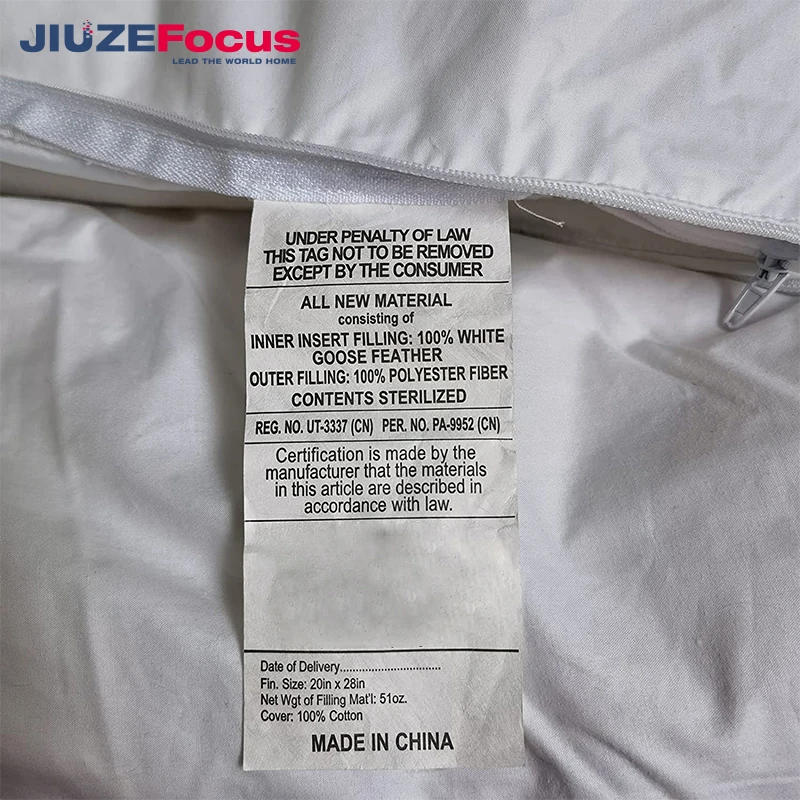 JIUZEFocus
LEAD THE WORLD HOME
UNDER PENALTY OF LAW
THIS TAG NOT TO BE REMOVED
EXCEPT BY THE CONSUMER
ALL NEW MATERIAL
consisting of
INNER INSERT FILLING: 100% WHITE
GOOSE FEATHER
OUTER FILLING: 100% POLYESTER FIBER
CONTENTS STERILIZED
REG. NO. UT-3337 (CN) PER. NO. PA-9952 (CN)
Certification is made by the
manufacturer that the materials
in this article are described in
accordance with law.
Date of Delivery...............................
Fin. Size: 20in x 28in
Net Wgt of Filling Mat'l: 51oz.
Cover: 100% Cotton
MADE IN CHINA